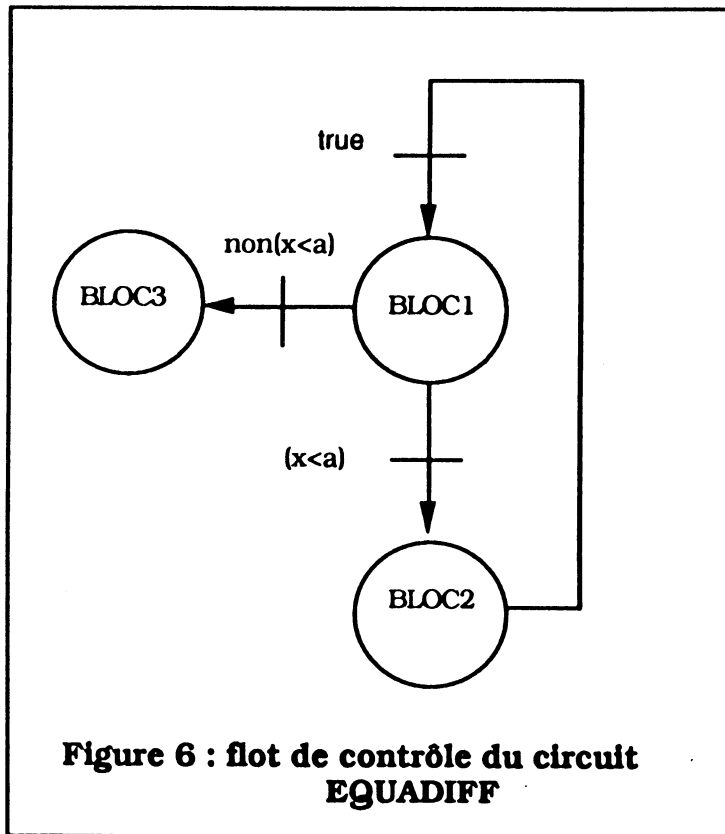 true
non(x<a)
BLOC3
BLOC1
(x<a)
BLOC2
Figure 6 : flot de contrôle du circuit
EQUADIFF